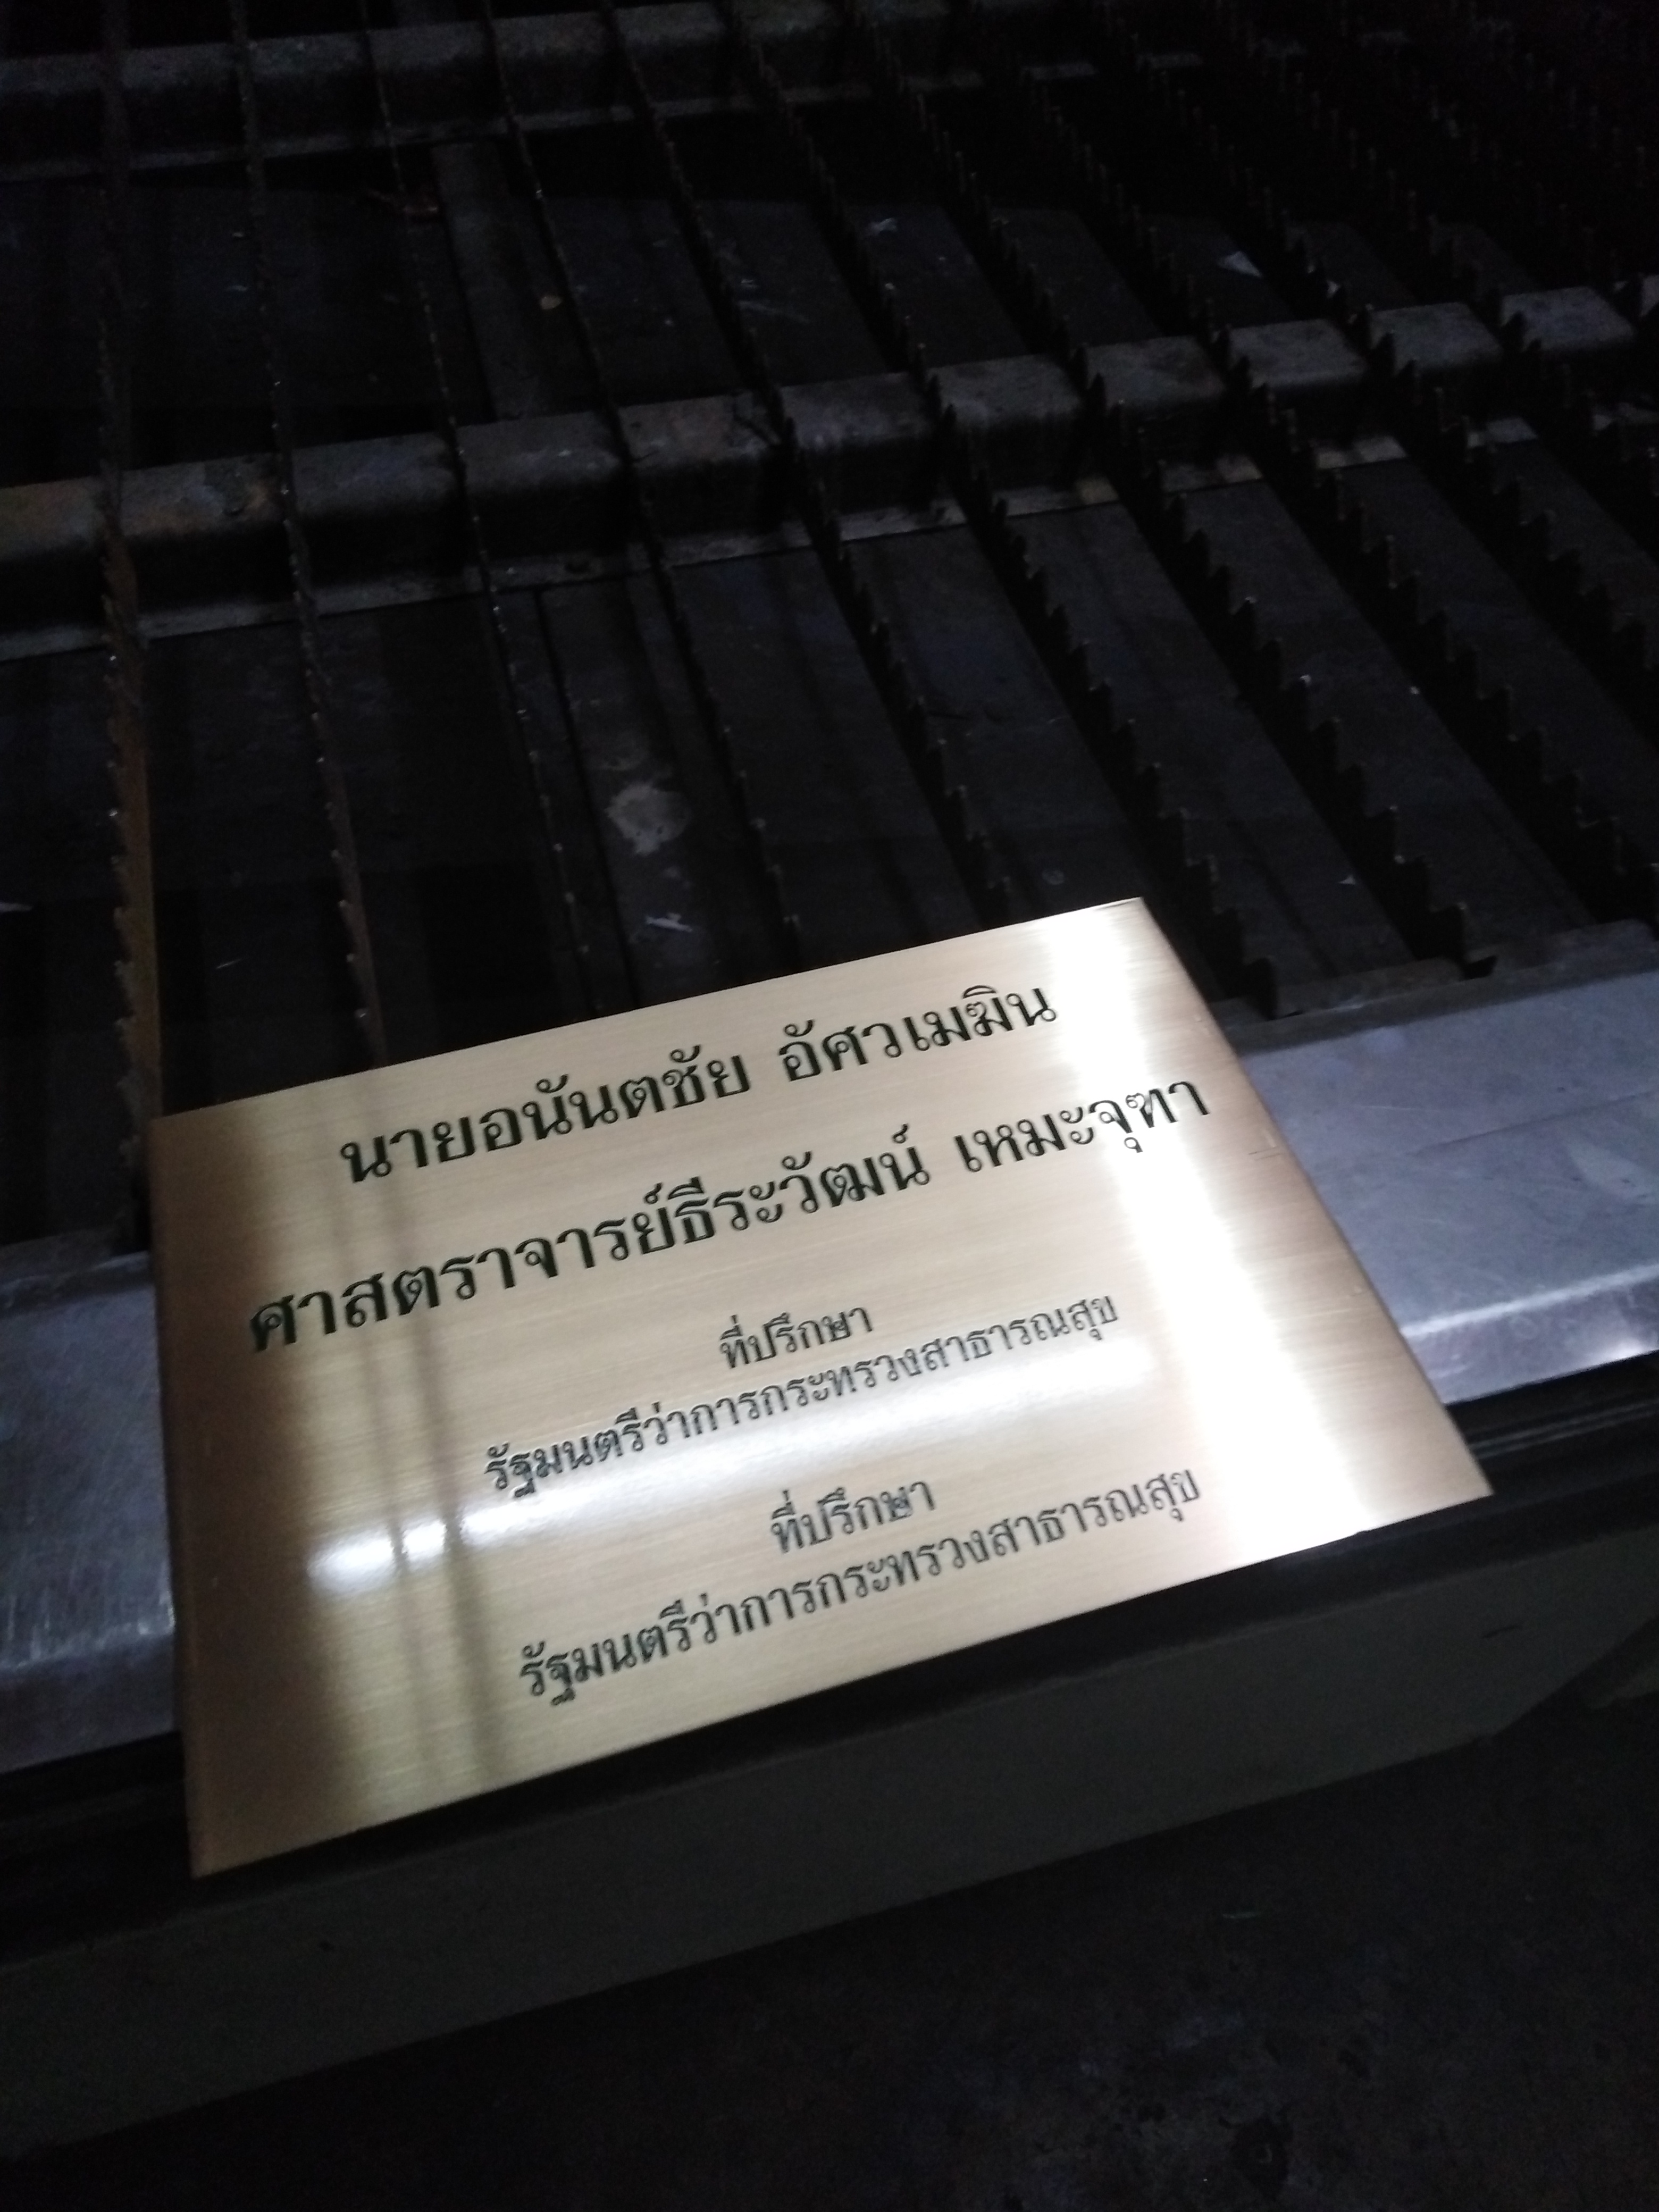 นายอนันตชัย อัศวเมฆิน
ศาสตราจารย์ธีระวัฒน์ เหมะจุฑา
ที่ปรึกษา
รัฐมนตรีว่าการกระทรวงสาธารณสุข
ที่ปรึกษา
รัฐมนตรีว่าการกระทรวงสาธารณสุข